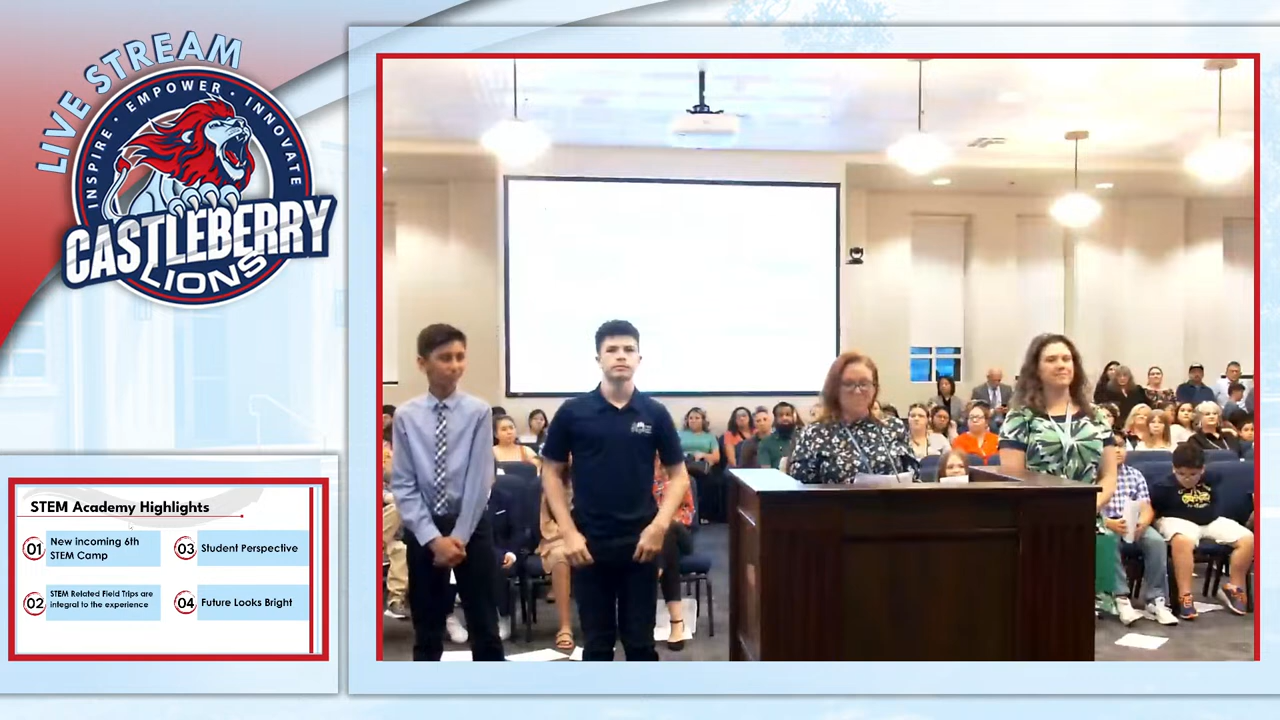 LIVE STREAM
INSPIRE · EMPOWER · INNOVATE
CASTLEBERRY
LIONS
STEM Academy Highlights
01 New incoming 6th
STEM Camp
03 Student Perspective
02 STEM Related Field Trips are
integral to the experience
04 Future Looks Bright